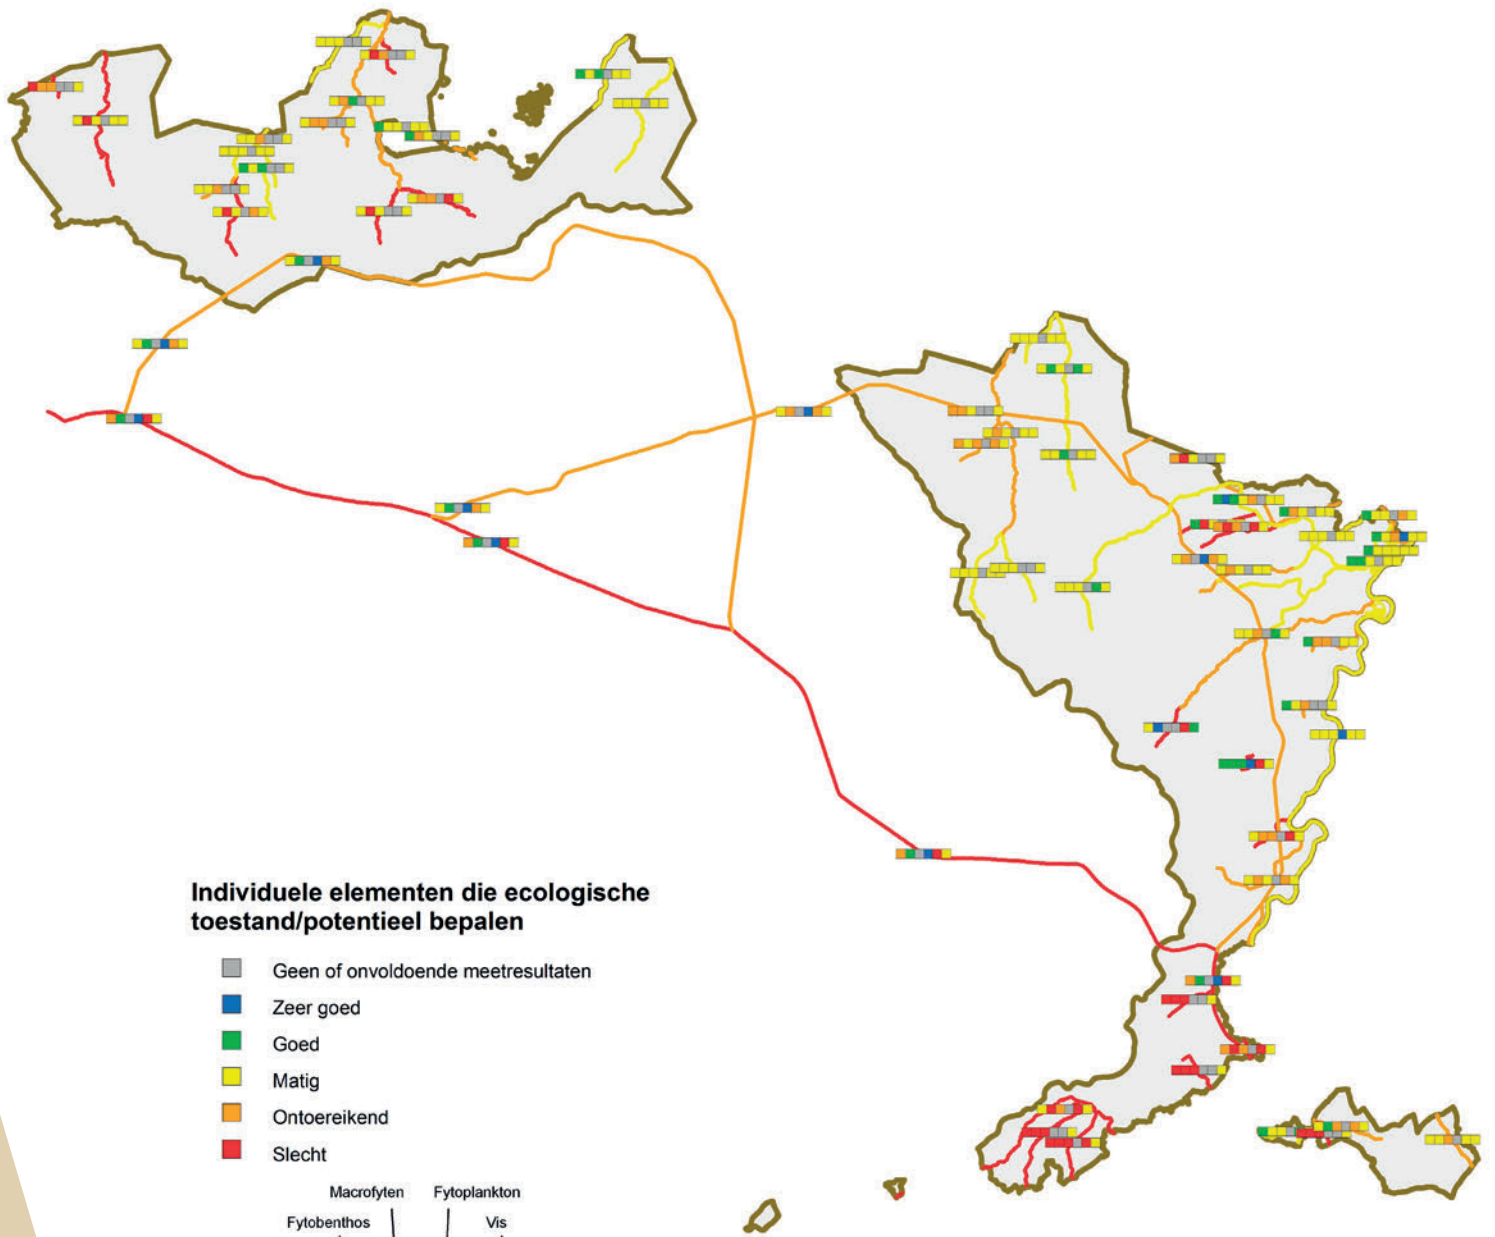 Individuele elementen die ecologische
toestand/potentieel bepalen
Geen of onvoldoende meetresultaten
Zeer goed
Goed
Matig
Ontoereikend
Slecht
Macrofyten Fytoplankton
Fytobenthos Vis